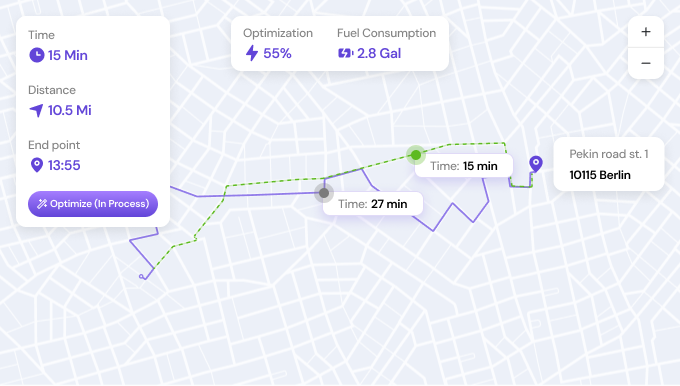 Time
15 Min
Distance
10.5 Mi
End point
13:55
Optimize (In Process)
Optimization
55%
Fuel Consumption
2.8 Gal
+
−
Time: 15 min
Time: 27 min
Pekin road st. 1
10115 Berlin